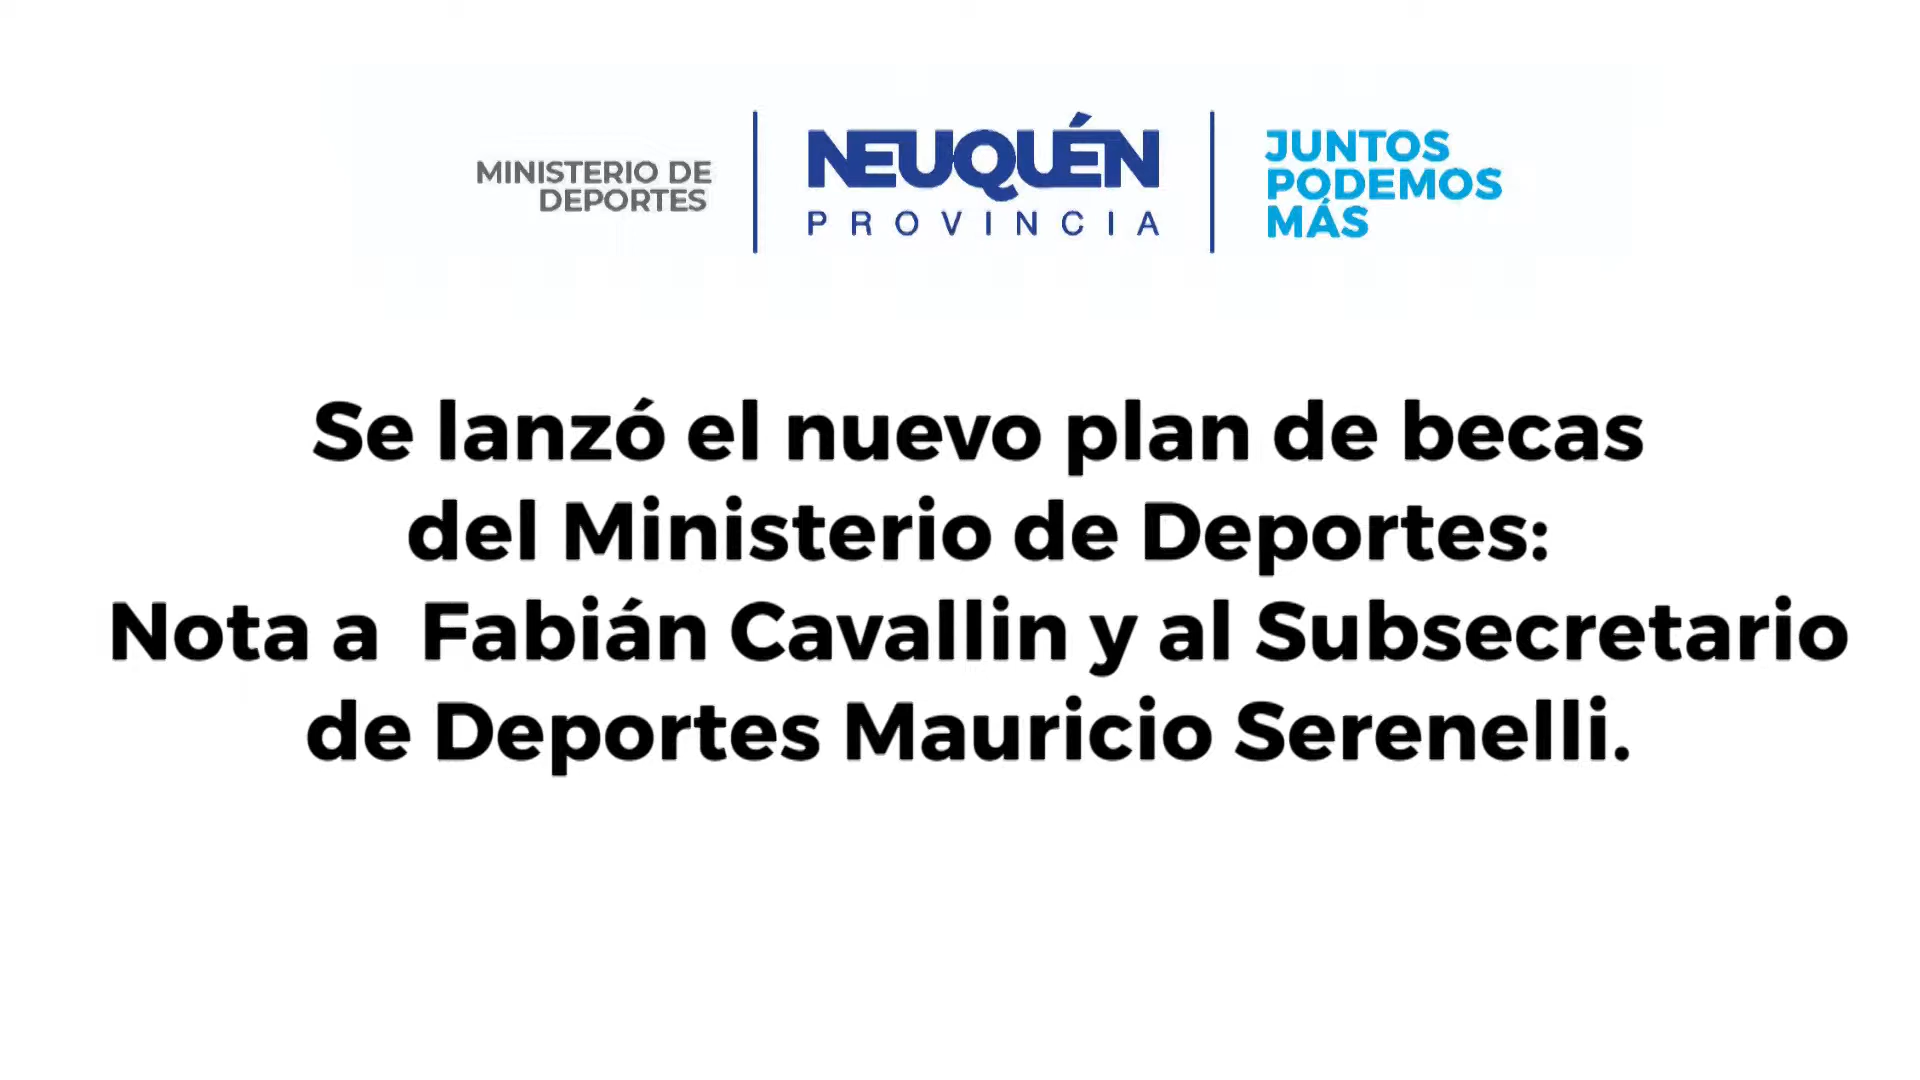 MINISTERIO DE
DEPORTES
NEUQUÉN
PROVINCIA
JUNTOS
PODEMOS
MÁS
Se lanzó el nuevo plan de becas
del Ministerio de Deportes:
Nota a Fabián Cavallin y al Subsecretario
de Deportes Mauricio Serenelli.